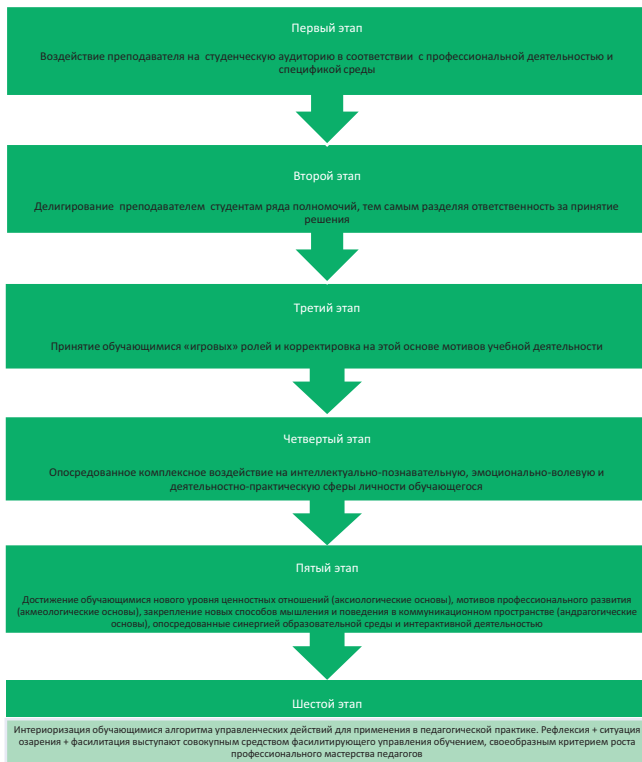 Первый этап
Воздействие преподавателя на студенческую аудиторию в соответствии с профессиональной деятельностью и
спецификой среды
Второй этап
Делигирование преподавателем студентам ряда полномочий, тем самым разделяя ответственность за принятие
решения
Третий этап
Принятие обучающимися «игровых» ролей и корректировка на этой основе мотивов учебной деятельности
Четвертый этап
Опосредованное комплексное воздействие на интеллектуально-познавательную, эмоционально-волевую и
деятельностно-практическую сферы личности обучающегося
Пятый этап
Достижение обучающимися нового уровня ценностных отношений (аксиологические основы), мотивов профессионального развития
(акмеологические основы), закрепление новых способов мышления и поведения в коммуникационном пространстве (андрагогические
основы), опосредованные синергией образовательной среды и интерактивной деятельностью
Шестой этап
Интериоризация обучающимися алгоритма управленческих действий для применения в педагогической практике. Рефлексия + ситуация
озарения + фасилитация выступают совокупным средством фасилитирующего управления обучением, своеобразным критерием роста
профессионального мастерства педагогов